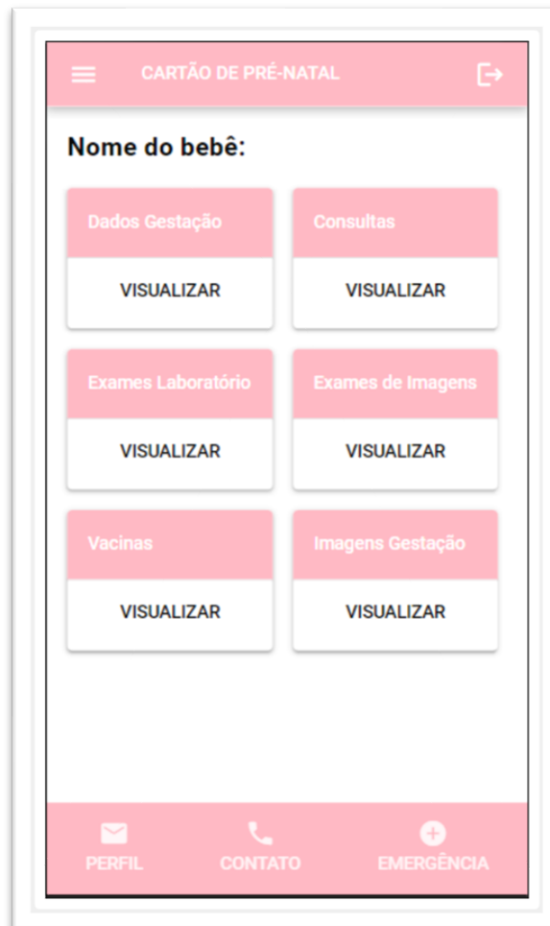 CARTÃO DE PRÉ-NATAL
Nome do bebê:
Dados Gestação
Consultas
VISUALIZAR
VISUALIZAR
Exames Laboratório
Exames de Imagens
VISUALIZAR
VISUALIZAR
Vacinas
Imagens Gestação
VISUALIZAR
VISUALIZAR
PERFIL
CONTATO
EMERGÊNCIA